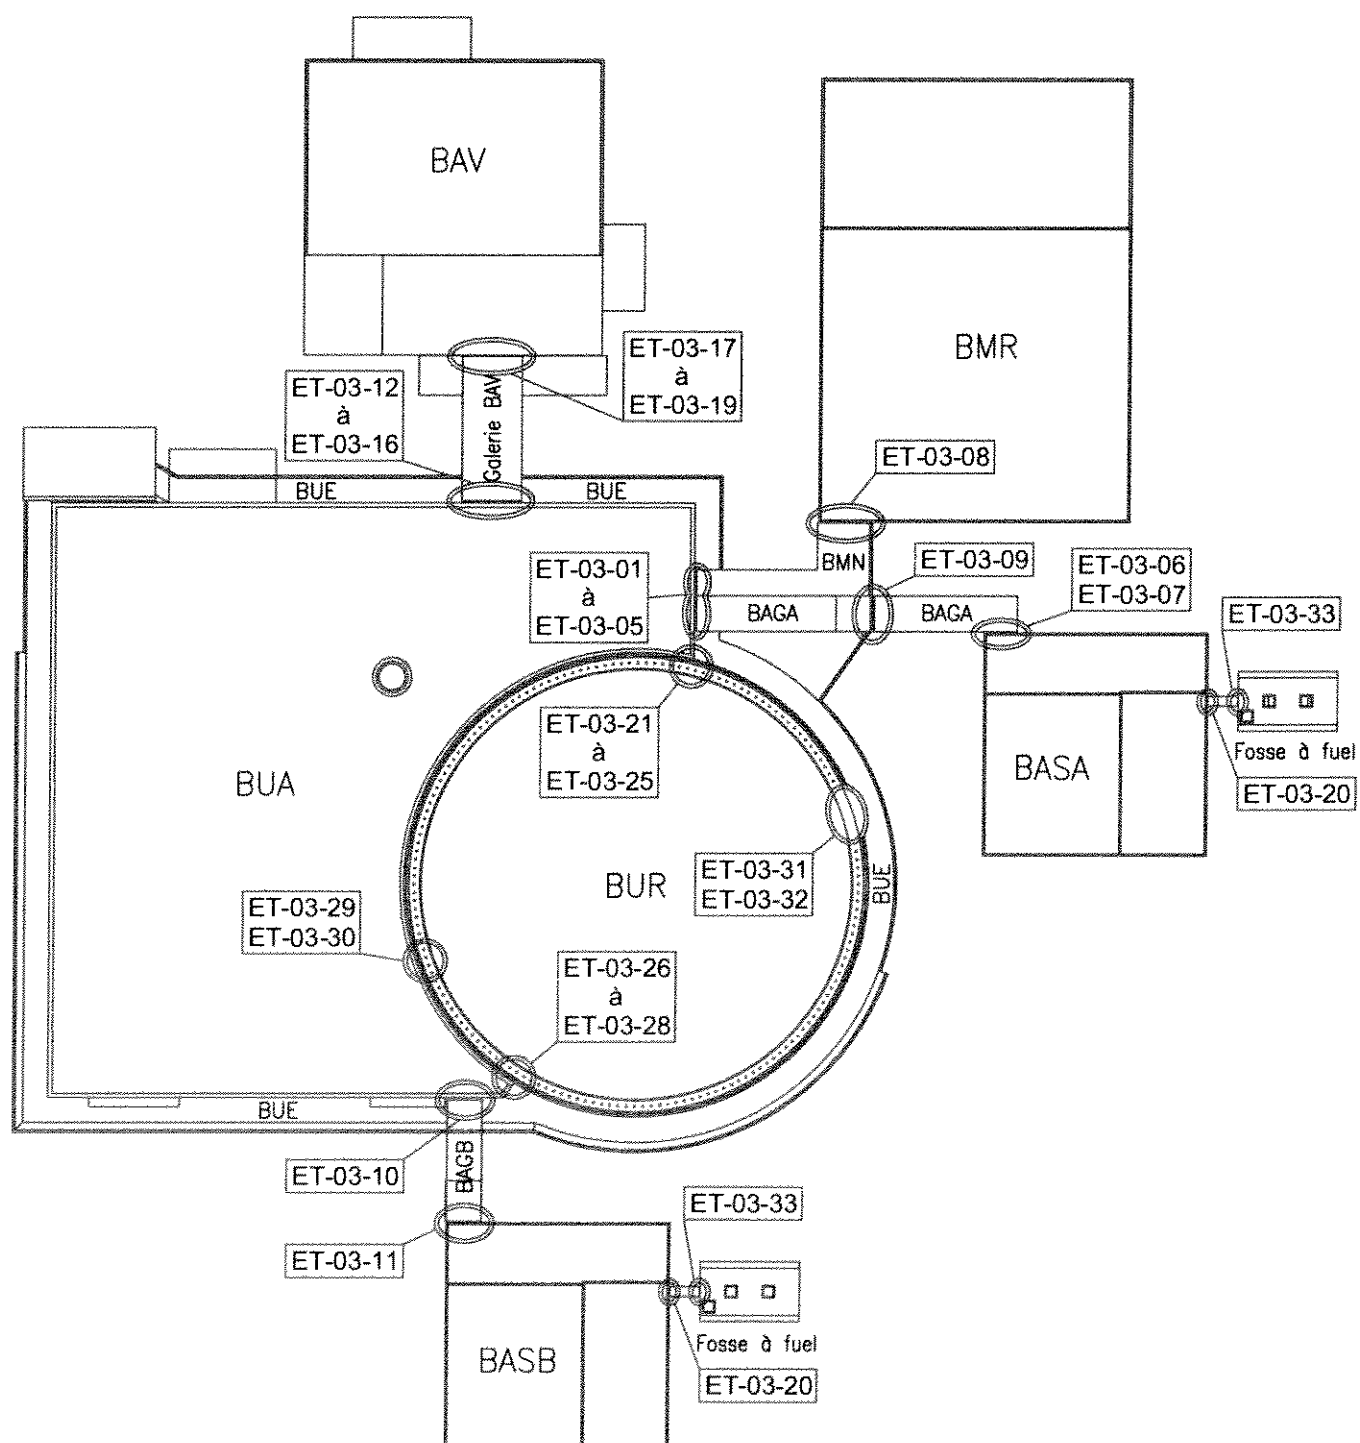 BAV
BMR
ET-03-17
à
ET-03-19
ET-03-12
à
ET-03-16
Galerie BAV
ET-03-08
BUE
BUE
BMN
ET-03-09
ET-03-01
à
ET-03-05
ET-03-06
ET-03-07
BAGA
BAGA
ET-03-33
ET-03-21
à
ET-03-25
Fosse à fuel
BASA
ET-03-20
BUA
BUR
ET-03-31
ET-03-32
BUE
ET-03-29
ET-03-30
ET-03-26
à
ET-03-28
BUE
ET-03-10
BAGB
ET-03-33
ET-03-11
Fosse à fuel
BASB
ET-03-20